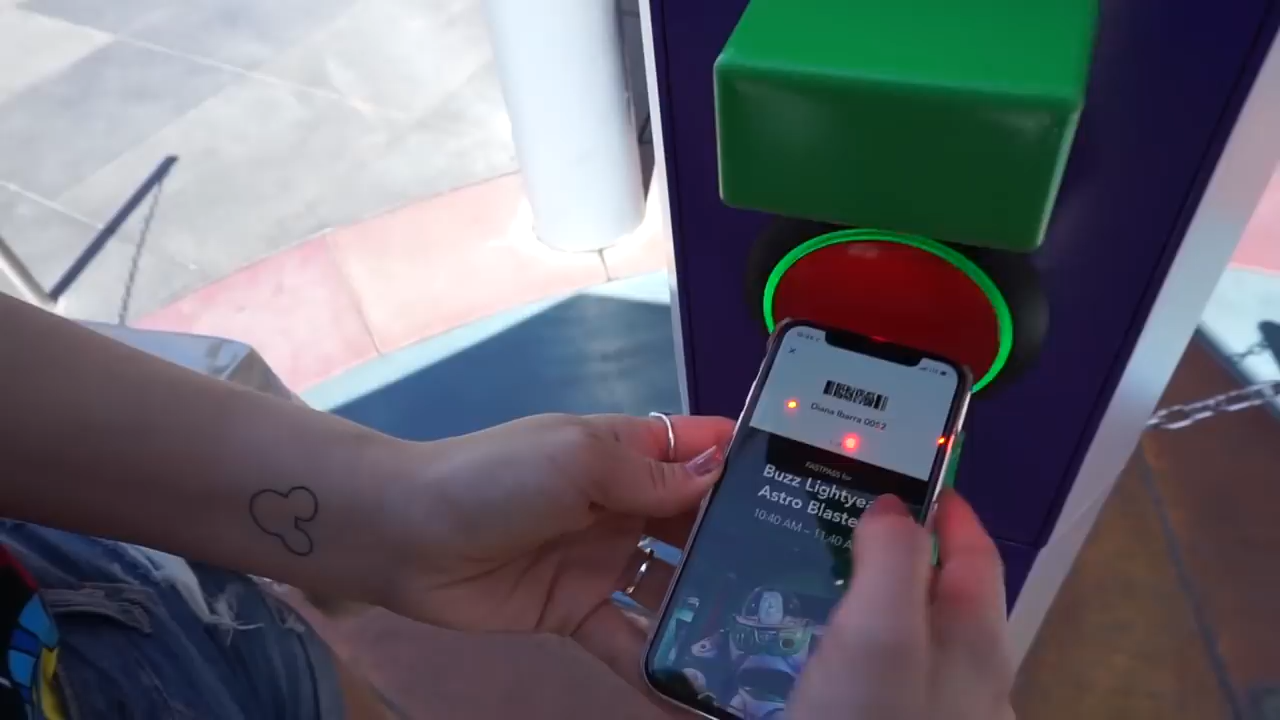 Diana Ibarra 0052
FASTPASS for
Buzz Lightyea
Astro Blaste
10:40 AM – 11:40 A